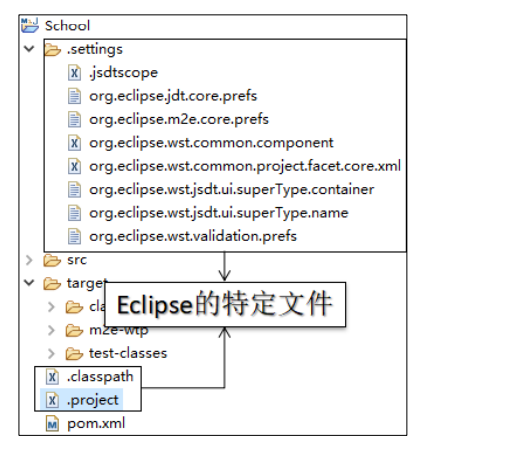 School
.settings
.jsdtscope
org.eclipse.jdt.core.prefs
org.eclipse.m2e.core.prefs
org.eclipse.wst.common.component
org.eclipse.wst.common.project.facet.core.xml
org.eclipse.wst.jsdt.ui.superType.container
org.eclipse.wst.jsdt.ui.superType.name
org.eclipse.wst.validation.prefs
src
target
Eclipse的特定文件
m2e-wtp
test-classes
.classpath
.project
pom.xml